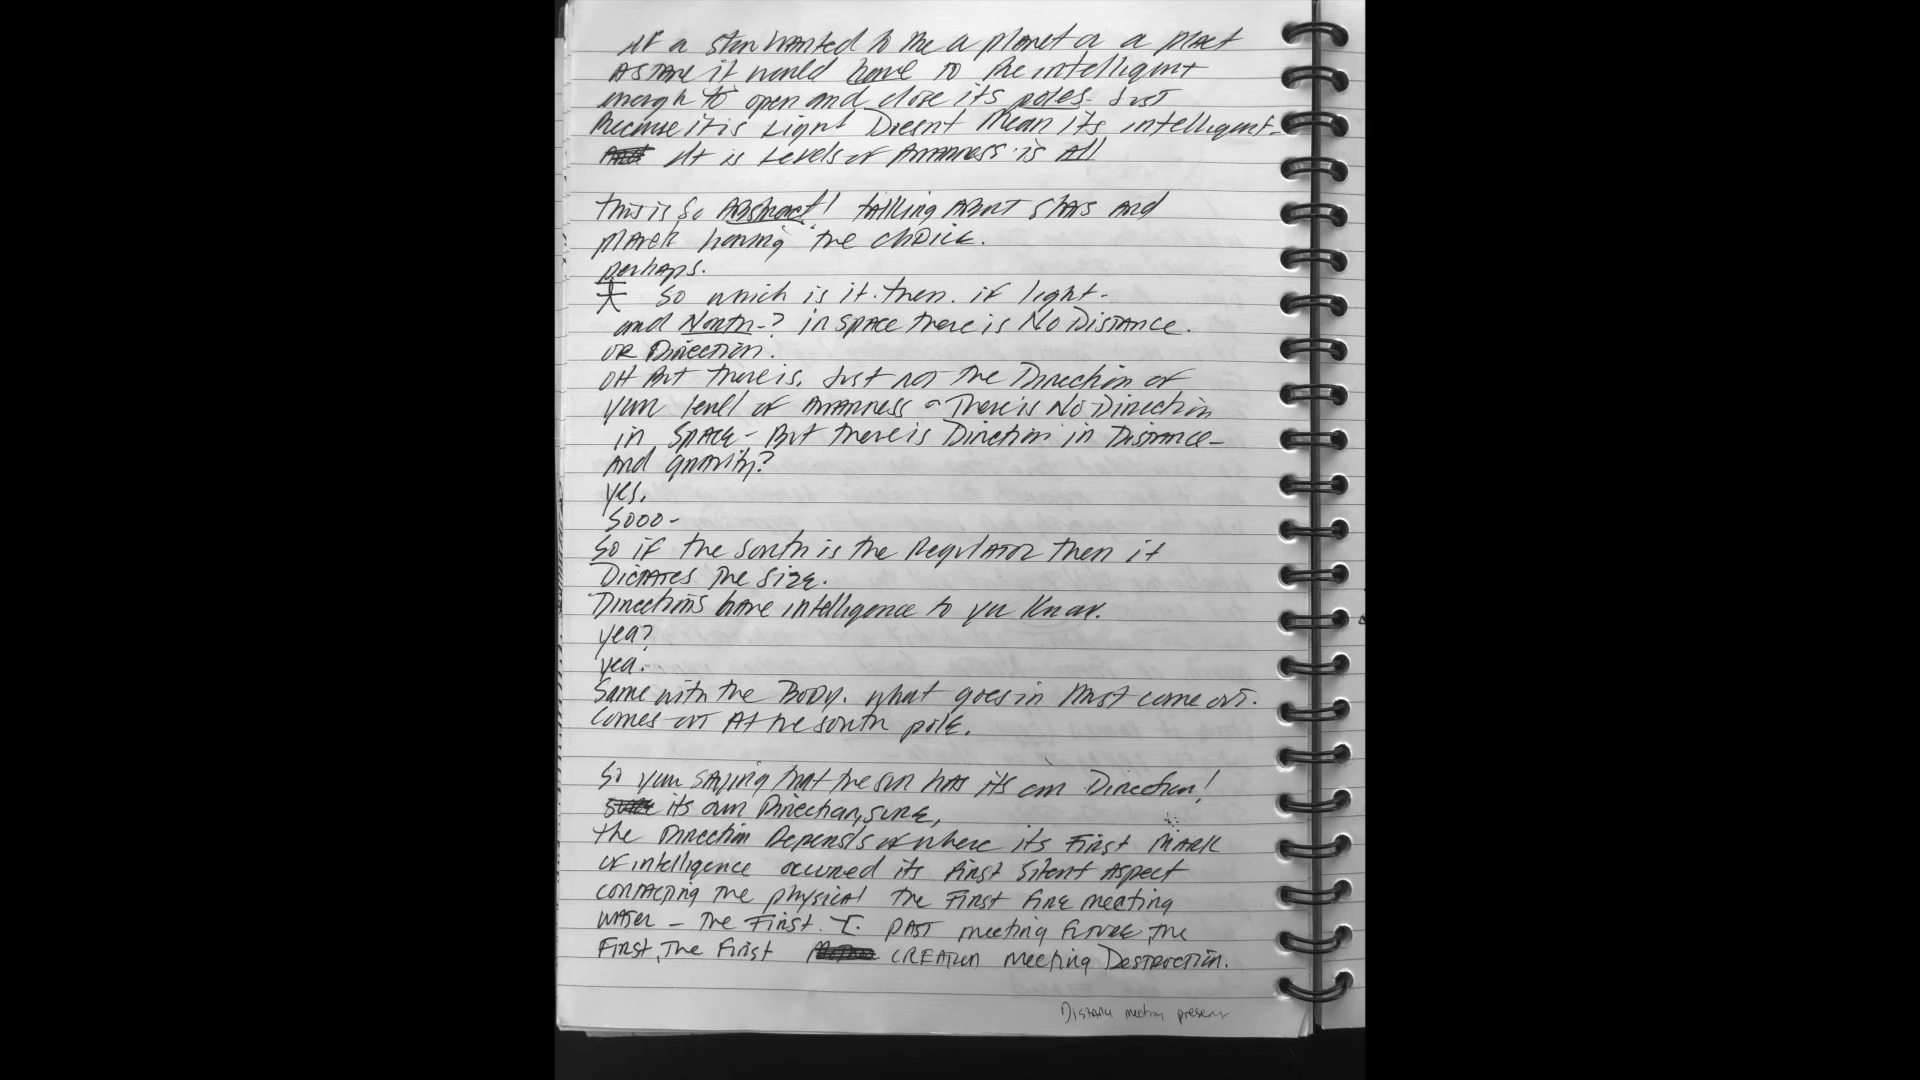 If a star wanted to be a planet or a planet
a star it would have to be intelligent
enough to open and close its poles. Just
because it is Light Doesnt Mean its intelligent-
It is Levels of Awareness is All
This is so Abstract! talking About stars and
having the choice.
perhaps.
So which is it. then. if light-
and North-? in space there is No Distance.
OR Direction.
OH But there is. Just not the Direction of
your level of Awareness - There is No Direction
in SPACE - But there is Direction in Distance -
And gravity?
yes.
Sooo-
So if the South is the Regulator then it
Dictates the size.
Directions have intelligence to you know.
yea?
yea.
Same with the BODY. what goes in Must come out.
Comes out At the South pole.
So your saying that the sun has its own Direction!
its own Direction, sure,
the Direction Depends of where its First MARK
of intelligence occured its first Silent Aspect
contacting the physical the First fire meeting
water - the First. I. PAST meeting future, the
First, The First CREATION meeting Destruction.
meeting present